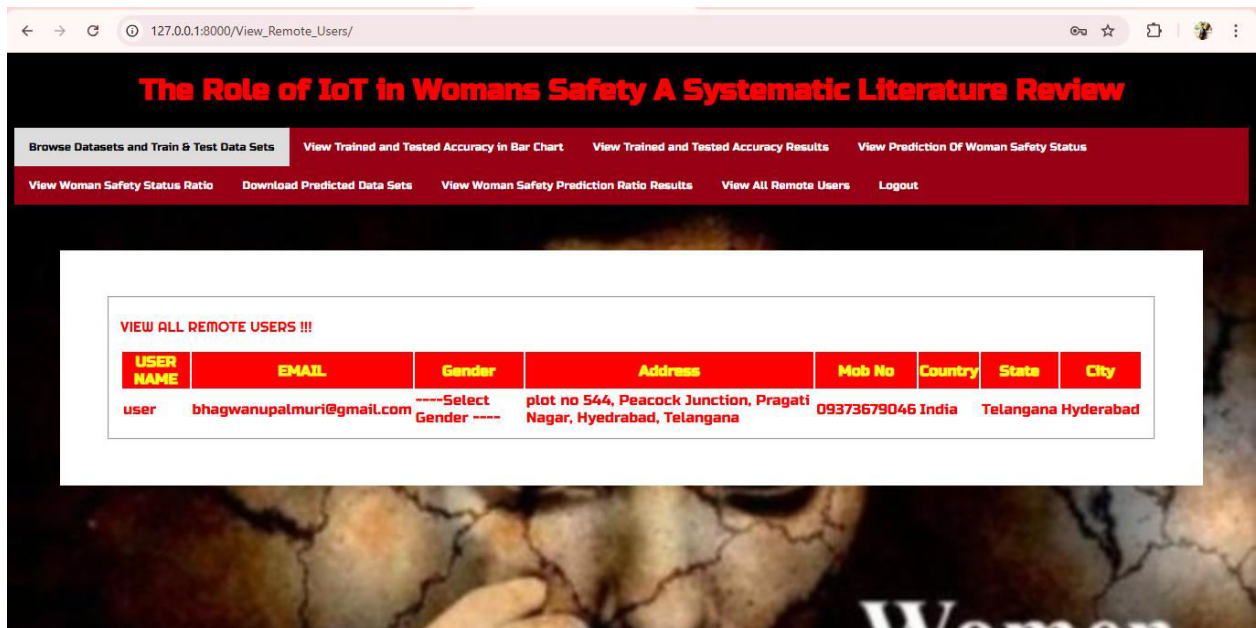 127.0.0.1:8000/View_Remote_Users/
The Role of IoT in Womans Safety A Systematic Literature Review
Browse Datasets and Train & Test Data Sets View Trained and Tested Accuracy in Bar Chart View Trained and Tested Accuracy Results View Prediction Of Woman Safety Status
View Woman Safety Status Ratio Download Predicted Data Sets View Woman Safety Prediction Ratio Results View All Remote Users Logout
VIEW ALL REMOTE USERS !!!
USER NAME EMAIL Gender Address Mob No Country State City
user bhagwanupalmuri@gmail.com ----Select Gender ---- plot no 544, Peacock Junction, Pragati Nagar, Hyedrabad, Telangana 09373679046 India Telangana Hyderabad
Women